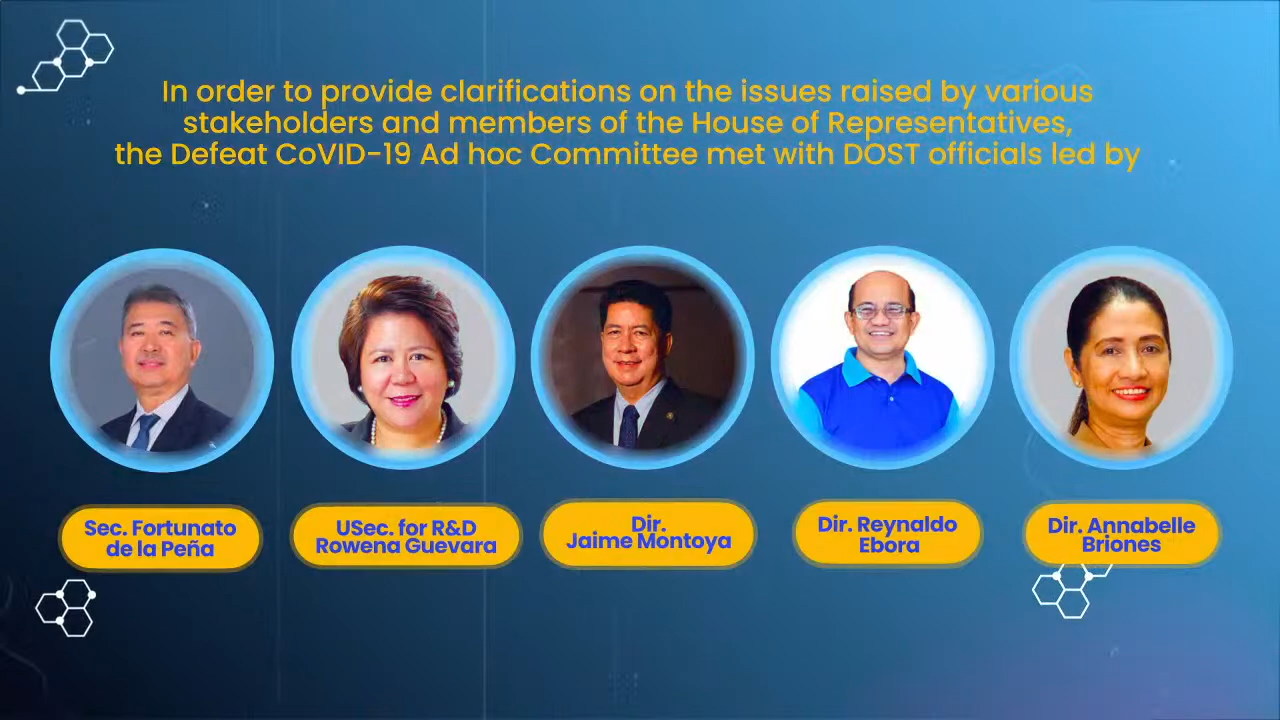 In order to provide clarifications on the issues raised by various
stakeholders and members of the House of Representatives,
the Defeat CoVID-19 Ad hoc Committee met with DOST officials led by
Sec. Fortunato
de la Peña
USec. for R&D
Rowena Guevara
Dir.
Jaime Montoya
Dir. Reynaldo
Ebora
Dir. Annabelle
Briones